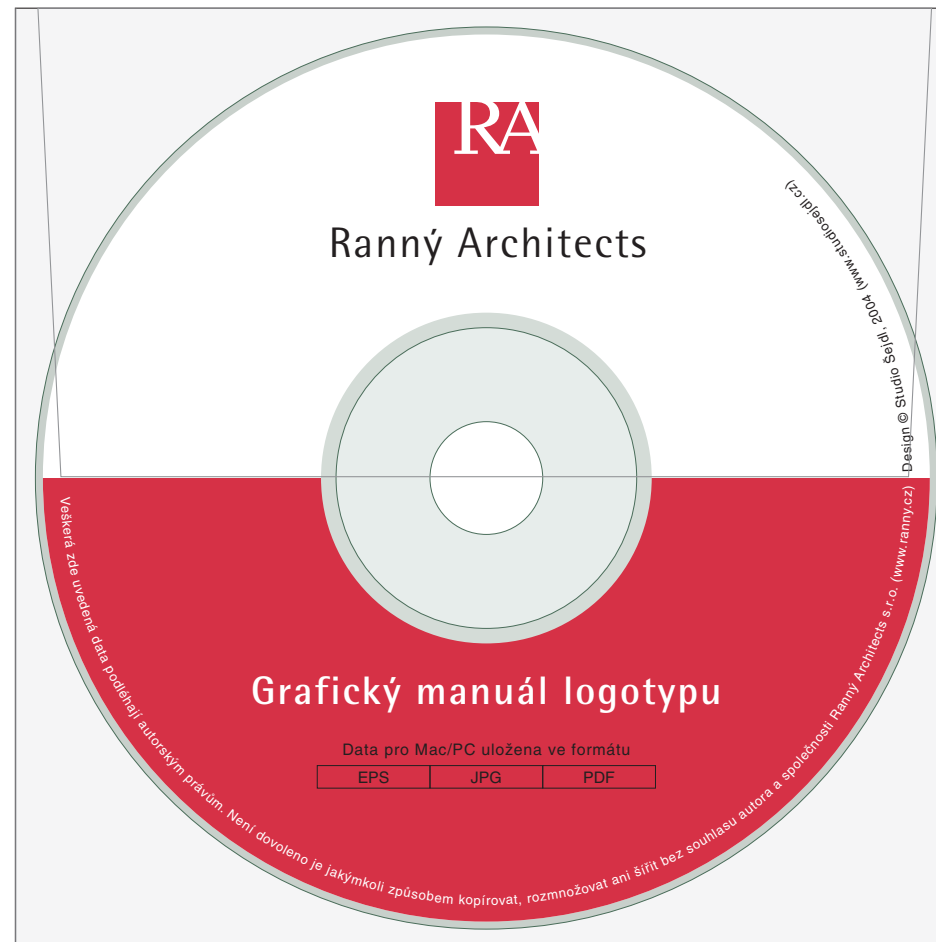 RA
Ranný Architects
Grafický manuál logotypu
Data pro Mac/PC uložena ve formátu
EPS JPG PDF
Veškerá zde uvedená data podléhají autorským právům. Není dovoleno je jakýmkoli způsobem kopírovat, rozmnožovat ani šířit bez souhlasu autora a společnosti Ranný Architects s.r.o. (www.ranny.cz) Design © Studio Šejdl, 2004 (www.studiosejdl.cz)